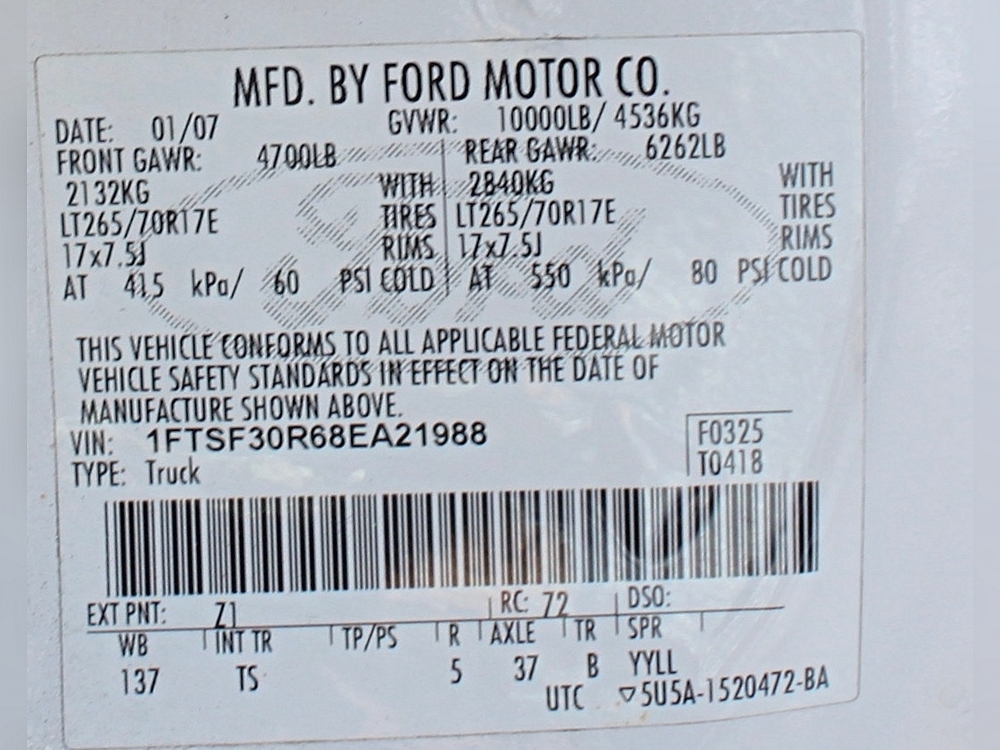 MFD. BY FORD MOTOR CO.
DATE: 01/07 GVWR: 10000LB/ 4536KG
FRONT GAWR: 4700LB REAR GAWR: 6262LB
2132KG WITH 2840KG WITH
LT265/70R17E TIRES LT265/70R17E TIRES
17x7.5J RIMS 17x7.5J RIMS
AT 415 kPa/ 60 PSI COLD AT 550 kPa/ 80 PSI COLD
THIS VEHICLE CONFORMS TO ALL APPLICABLE FEDERAL MOTOR
VEHICLE SAFETY STANDARDS IN EFFECT ON THE DATE OF
MANUFACTURE SHOWN ABOVE.
VIN: 1FTSF30R68EA21988 F0325
TYPE: Truck T0418
EXT PNT: Z1 RC: 72 DSO:
WB INT TR TP/PS R AXLE TR SPR
137 TS 5 37 B YYLL
UTC ▽5U5A-1520472-BA